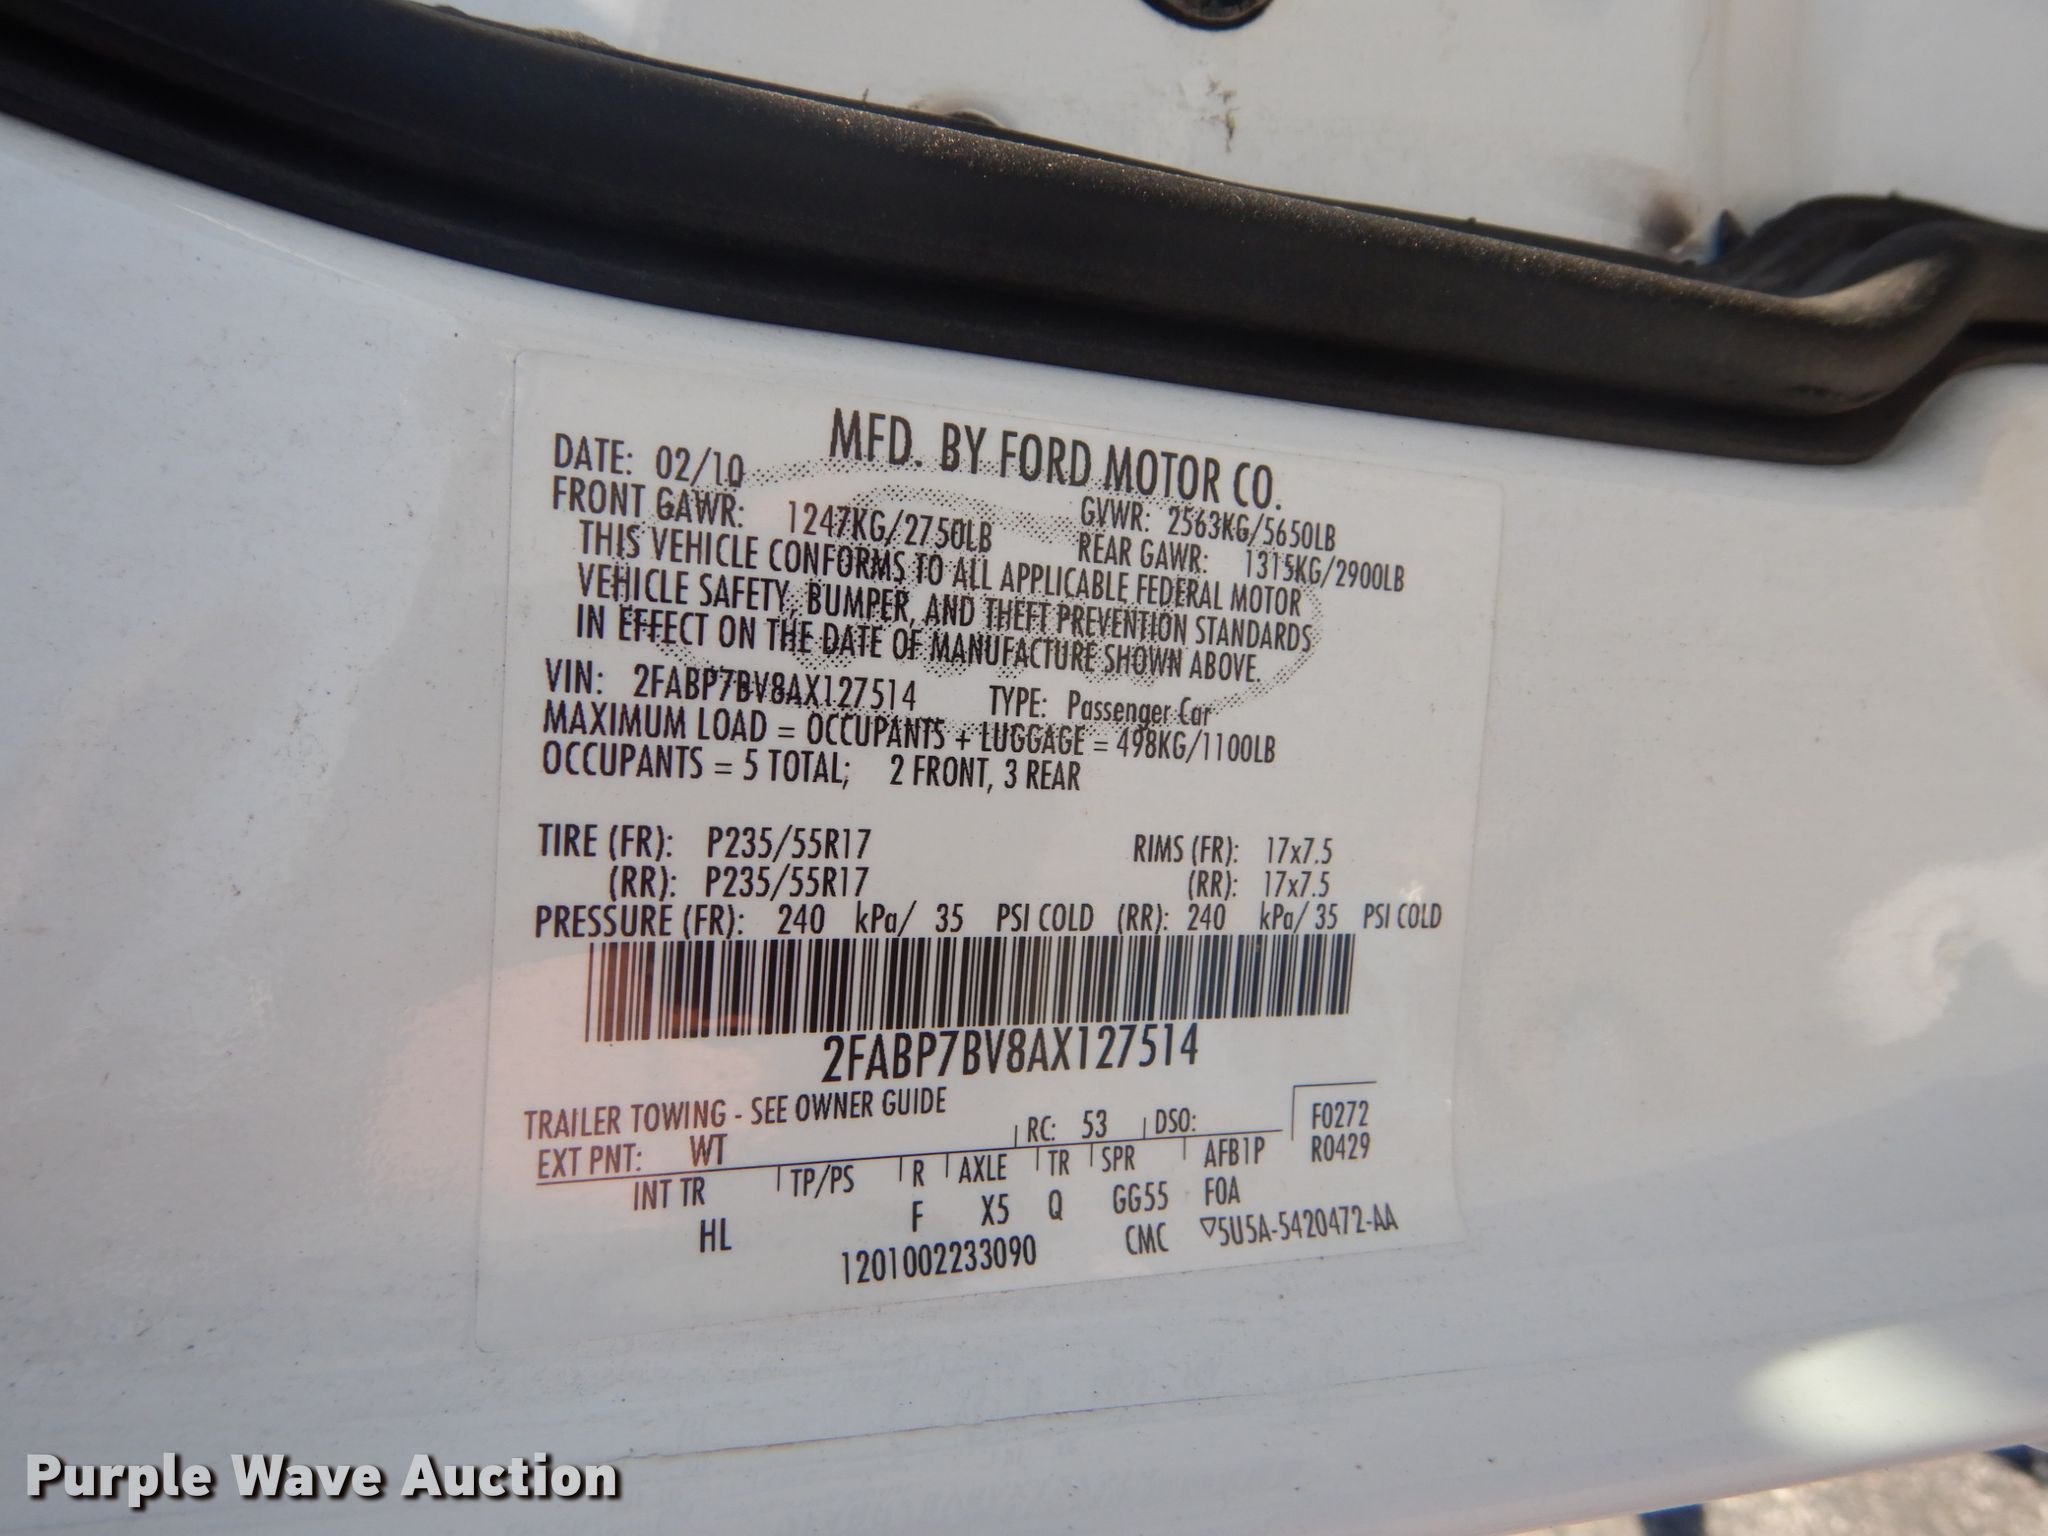 MFD. BY FORD MOTOR CO.
DATE: 02/10 GVWR: 2563KG/5650LB
FRONT GAWR: 1247KG/2750LB REAR GAWR: 1315KG/2900LB
THIS VEHICLE CONFORMS TO ALL APPLICABLE FEDERAL MOTOR
VEHICLE SAFETY, BUMPER, AND THEFT PREVENTION STANDARDS
IN EFFECT ON THE DATE OF MANUFACTURE SHOWN ABOVE.
VIN: 2FABP7BV8AX127514 TYPE: Passenger Car
MAXIMUM LOAD = OCCUPANTS + LUGGAGE = 498KG/1100LB
OCCUPANTS = 5 TOTAL; 2 FRONT, 3 REAR
TIRE (FR): P235/55R17 RIMS (FR): 17x7.5
(RR): P235/55R17 (RR): 17x7.5
PRESSURE (FR): 240 kPa/ 35 PSI COLD (RR): 240 kPa/ 35 PSI COLD
2FABP7BV8AX127514
TRAILER TOWING - SEE OWNER GUIDE
EXT PNT: WT RC: 53 DSO: F0272
INT TR TP/PS R AXLE TR SPR AFB1P R0429
HL F X5 Q GG55 F0A
1201002233090 CMC ▽5U5A-5420472-AA
Purple Wave Auction